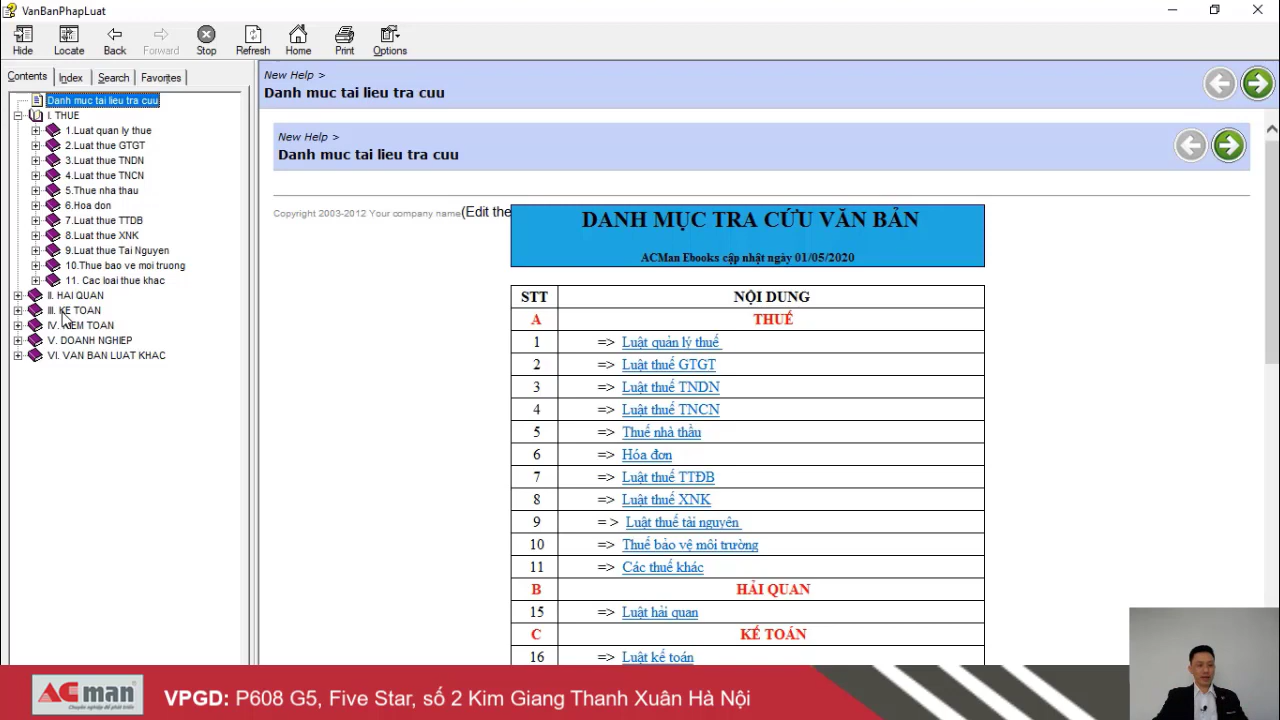 VanBanPhapLuat
Hide Locate Back Forward Stop Refresh Home Print Options
Contents Index Search Favorites
Danh muc tai lieu tra cuu
I. THUE
1.Luat quan ly thue
2.Luat thue GTGT
3.Luat thue TNDN
4.Luat thue TNCN
5.Thue nha thau
6.Hoa don
7.Luat thue TTDB
8.Luat thue XNK
9.Luat thue Tai Nguyen
10.Thue bao ve moi truong
11. Cac loai thue khac
II. HAI QUAN
III. KE TOAN
IV. KIEM TOAN
V. DOANH NGHIEP
VI. VAN BAN LUAT KHAC
New Help >
Danh muc tai lieu tra cuu
New Help >
Danh muc tai lieu tra cuu
Copyright 2003-2012 Your company name(Edit the
DANH MỤC TRA CỨU VĂN BẢN
ACMan Ebooks cập nhật ngày 01/05/2020
STT NỘI DUNG
A THUẾ
1 => Luật quản lý thuế
2 => Luật thuế GTGT
3 => Luật thuế TNDN
4 => Luật thuế TNCN
5 => Thuế nhà thầu
6 => Hóa đơn
7 => Luật thuế TTĐB
8 => Luật thuế XNK
9 = > Luật thuế tài nguyên
10 => Thuế bảo vệ môi trường
11 => Các thuế khác
B HẢI QUAN
15 => Luật hải quan
C KẾ TOÁN
16 => Luật kế toán
ACman
Chuyên nghiệp để phát triển
VPGD: P608 G5, Five Star, số 2 Kim Giang Thanh Xuân Hà Nội